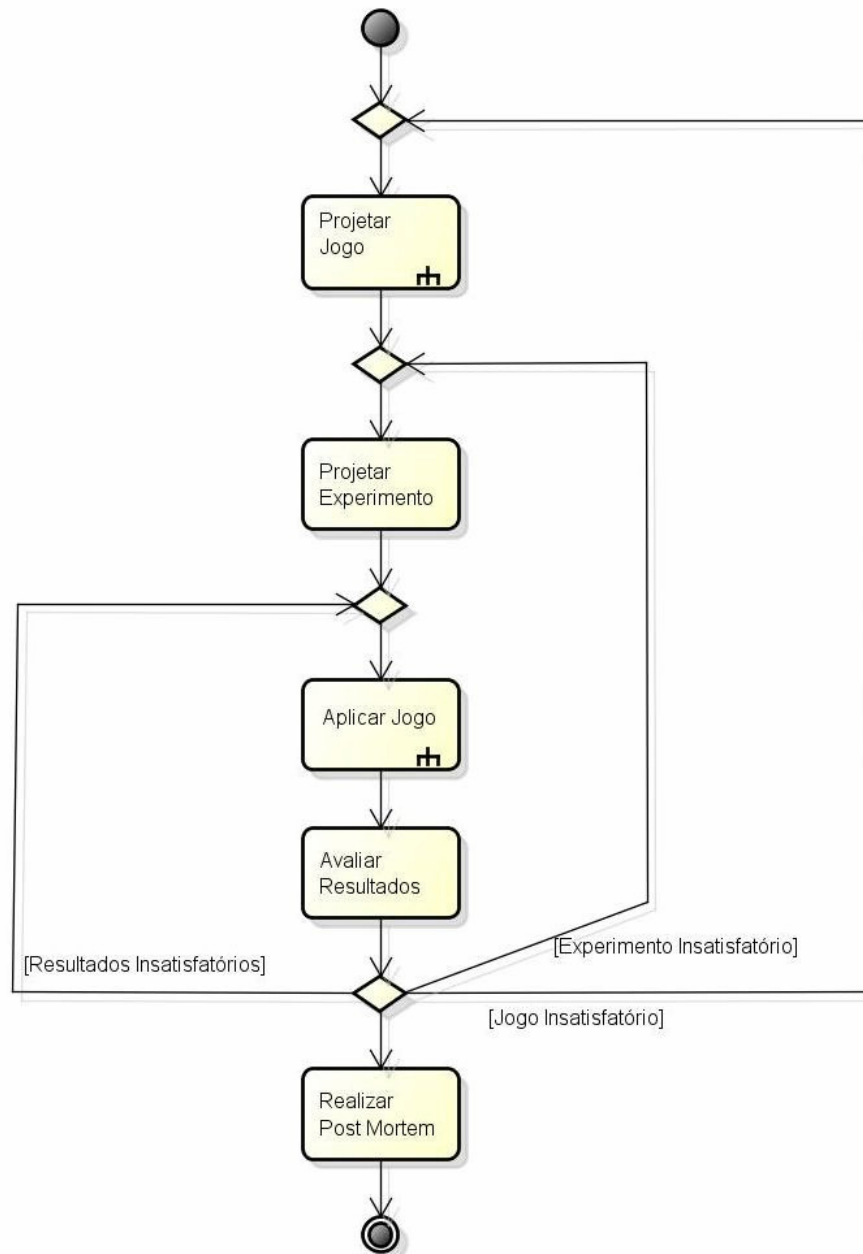 Projetar
Jogo
Projetar
Experimento
Aplicar Jogo
Avaliar
Resultados
[Experimento Insatisfatório]
[Resultados Insatisfatórios]
[Jogo Insatisfatório]
Realizar
Post Mortem